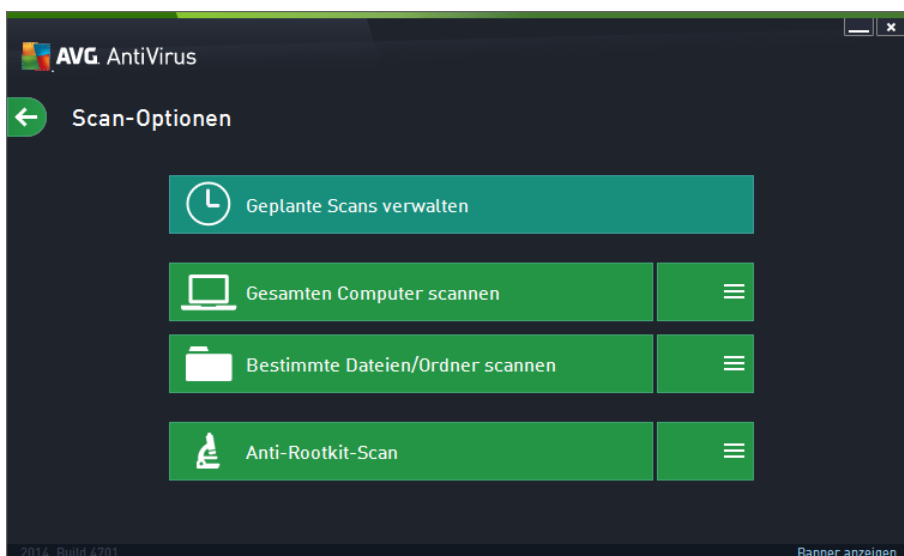 AVG. AntiVirus
Scan-Optionen
Geplante Scans verwalten
Gesamten Computer scannen
Bestimmte Dateien/Ordner scannen
Anti-Rootkit-Scan
2014. Build 4701
Banner anzeigen